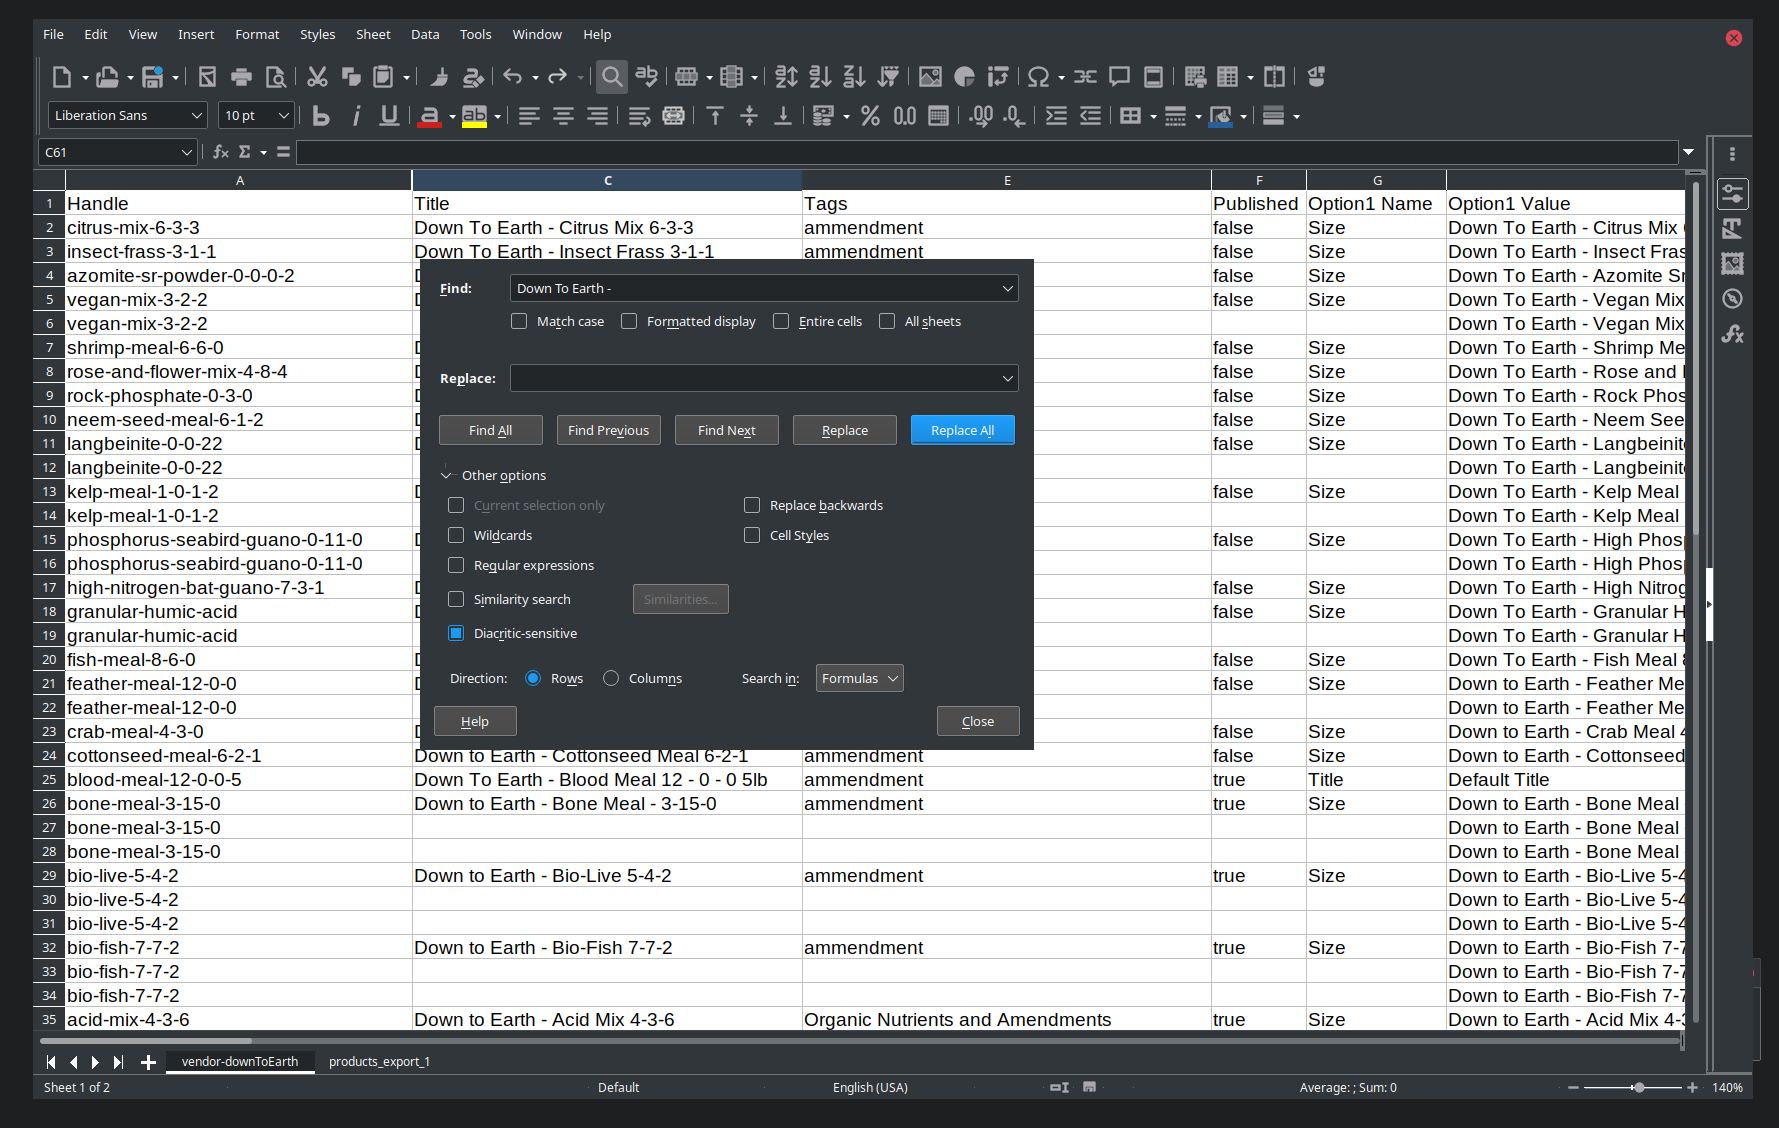 File Edit View Insert Format Styles Sheet Data Tools Window Help
Liberation Sans 10 pt
C61
A C E F G
1 Handle Title Tags Published Option1 Name Option1 Value
2 citrus-mix-6-3-3 Down To Earth - Citrus Mix 6-3-3 ammendment false Size Down To Earth - Citrus Mix
3 insect-frass-3-1-1 Down To Earth - Insect Frass 3-1-1 ammendment false Size Down To Earth - Insect Fras
4 azomite-sr-powder-0-0-0-2 false Size Down To Earth - Azomite Sr
5 vegan-mix-3-2-2 false Size Down To Earth - Vegan Mix
6 vegan-mix-3-2-2 Down To Earth - Vegan Mix
7 shrimp-meal-6-6-0 false Size Down To Earth - Shrimp Me
8 rose-and-flower-mix-4-8-4 false Size Down To Earth - Rose and
9 rock-phosphate-0-3-0 false Size Down To Earth - Rock Phos
10 neem-seed-meal-6-1-2 false Size Down To Earth - Neem See
11 langbeinite-0-0-22 false Size Down To Earth - Langbeinit
12 langbeinite-0-0-22 Down To Earth - Langbeinit
13 kelp-meal-1-0-1-2 false Size Down To Earth - Kelp Meal
14 kelp-meal-1-0-1-2 Down To Earth - Kelp Meal
15 phosphorus-seabird-guano-0-11-0 false Size Down To Earth - High Phosp
16 phosphorus-seabird-guano-0-11-0 Down To Earth - High Phosp
17 high-nitrogen-bat-guano-7-3-1 false Size Down To Earth - High Nitrog
18 granular-humic-acid false Size Down To Earth - Granular H
19 granular-humic-acid Down To Earth - Granular H
20 fish-meal-8-6-0 false Size Down To Earth - Fish Meal 8
21 feather-meal-12-0-0 false Size Down to Earth - Feather Me
22 feather-meal-12-0-0 Down to Earth - Feather Me
23 crab-meal-4-3-0 false Size Down to Earth - Crab Meal 4
24 cottonseed-meal-6-2-1 Down to Earth - Cottonseed Meal 6-2-1 ammendment false Size Down to Earth - Cottonseed
25 blood-meal-12-0-0-5 Down To Earth - Blood Meal 12 - 0 - 0 5lb ammendment true Title Default Title
26 bone-meal-3-15-0 Down to Earth - Bone Meal - 3-15-0 ammendment true Size Down to Earth - Bone Meal
27 bone-meal-3-15-0 Down to Earth - Bone Meal
28 bone-meal-3-15-0 Down to Earth - Bone Meal
29 bio-live-5-4-2 Down to Earth - Bio-Live 5-4-2 ammendment true Size Down to Earth - Bio-Live 5-4
30 bio-live-5-4-2 Down to Earth - Bio-Live 5-4
31 bio-live-5-4-2 Down to Earth - Bio-Live 5-4
32 bio-fish-7-7-2 Down to Earth - Bio-Fish 7-7-2 ammendment true Size Down to Earth - Bio-Fish 7-7
33 bio-fish-7-7-2 Down to Earth - Bio-Fish 7-7
34 bio-fish-7-7-2 Down to Earth - Bio-Fish 7-7
35 acid-mix-4-3-6 Down to Earth - Acid Mix 4-3-6 Organic Nutrients and Amendments true Size Down to Earth - Acid Mix 4-3
Find: Down To Earth -
Match case Formatted display Entire cells All sheets
Replace:
Find All Find Previous Find Next Replace Replace All
Other options
Current selection only Replace backwards
Wildcards Cell Styles
Regular expressions
Similarity search Similarities...
Diacritic-sensitive
Direction: Rows Columns Search in: Formulas
Help Close
vendor-downToEarth products_export_1
Sheet 1 of 2 Default English (USA) Average: ; Sum: 0 140%